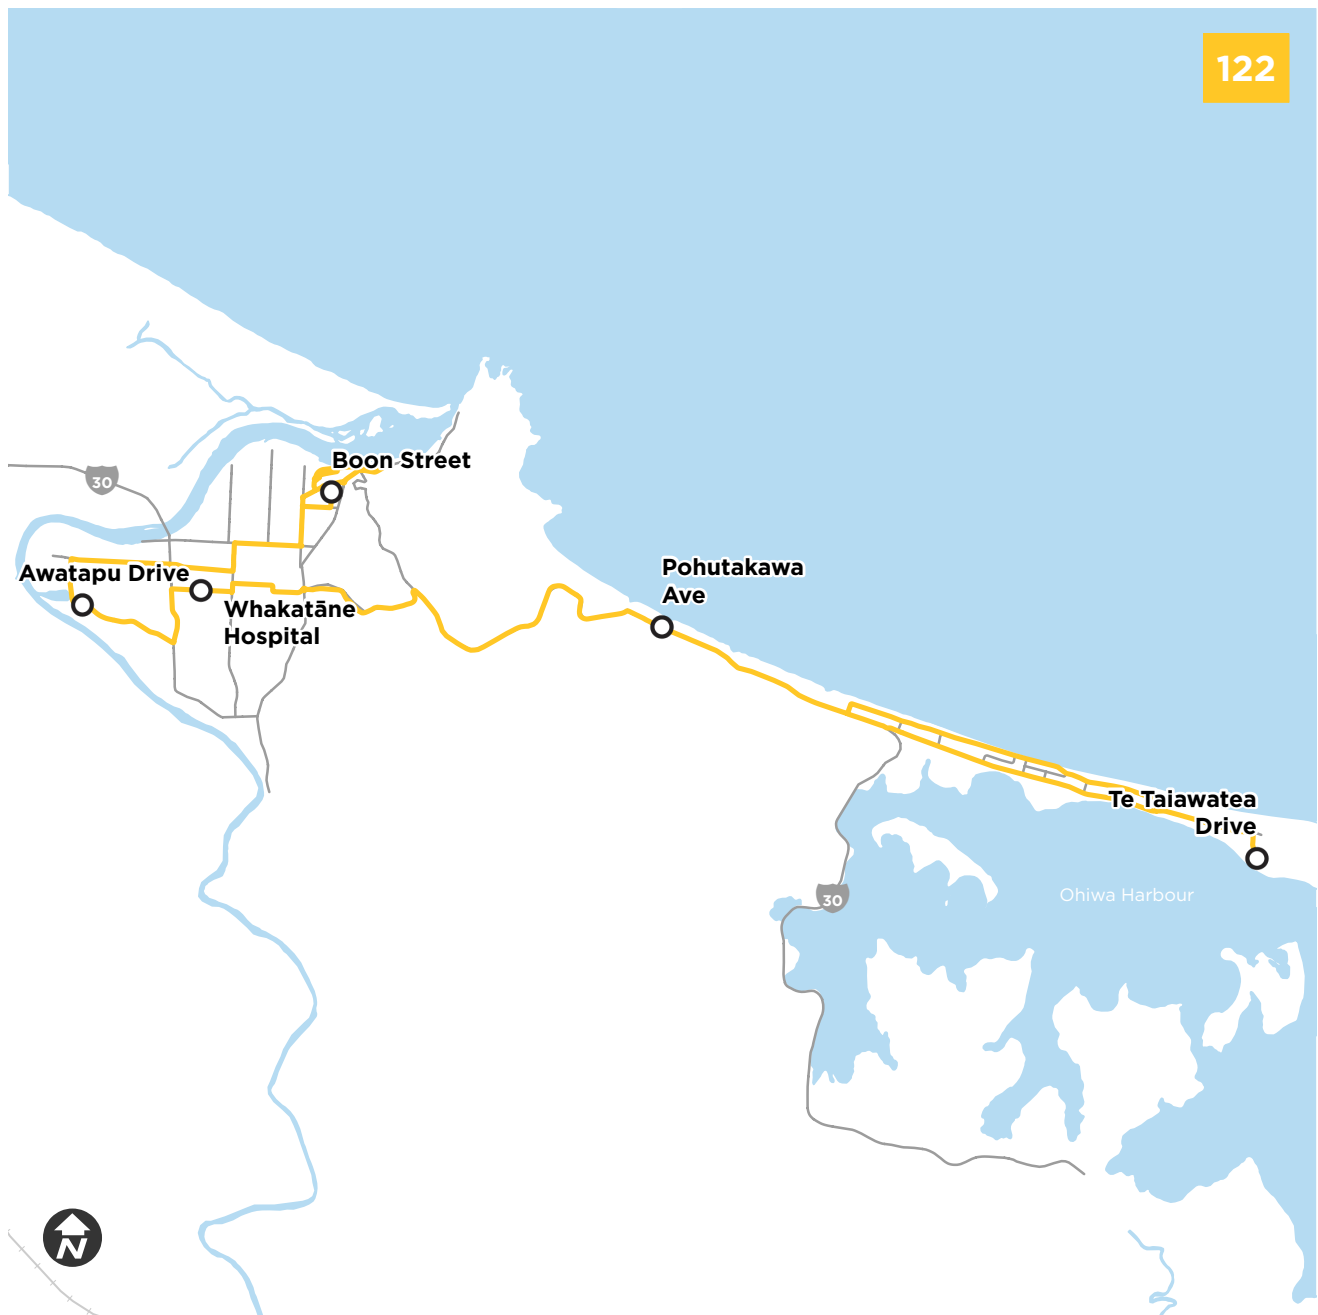 122
Boon Street
30
Pohutakawa
Ave
Awatapu Drive
Whakatāne
Hospital
Te Taiawatea
Drive
30
Ohiwa Harbour
N